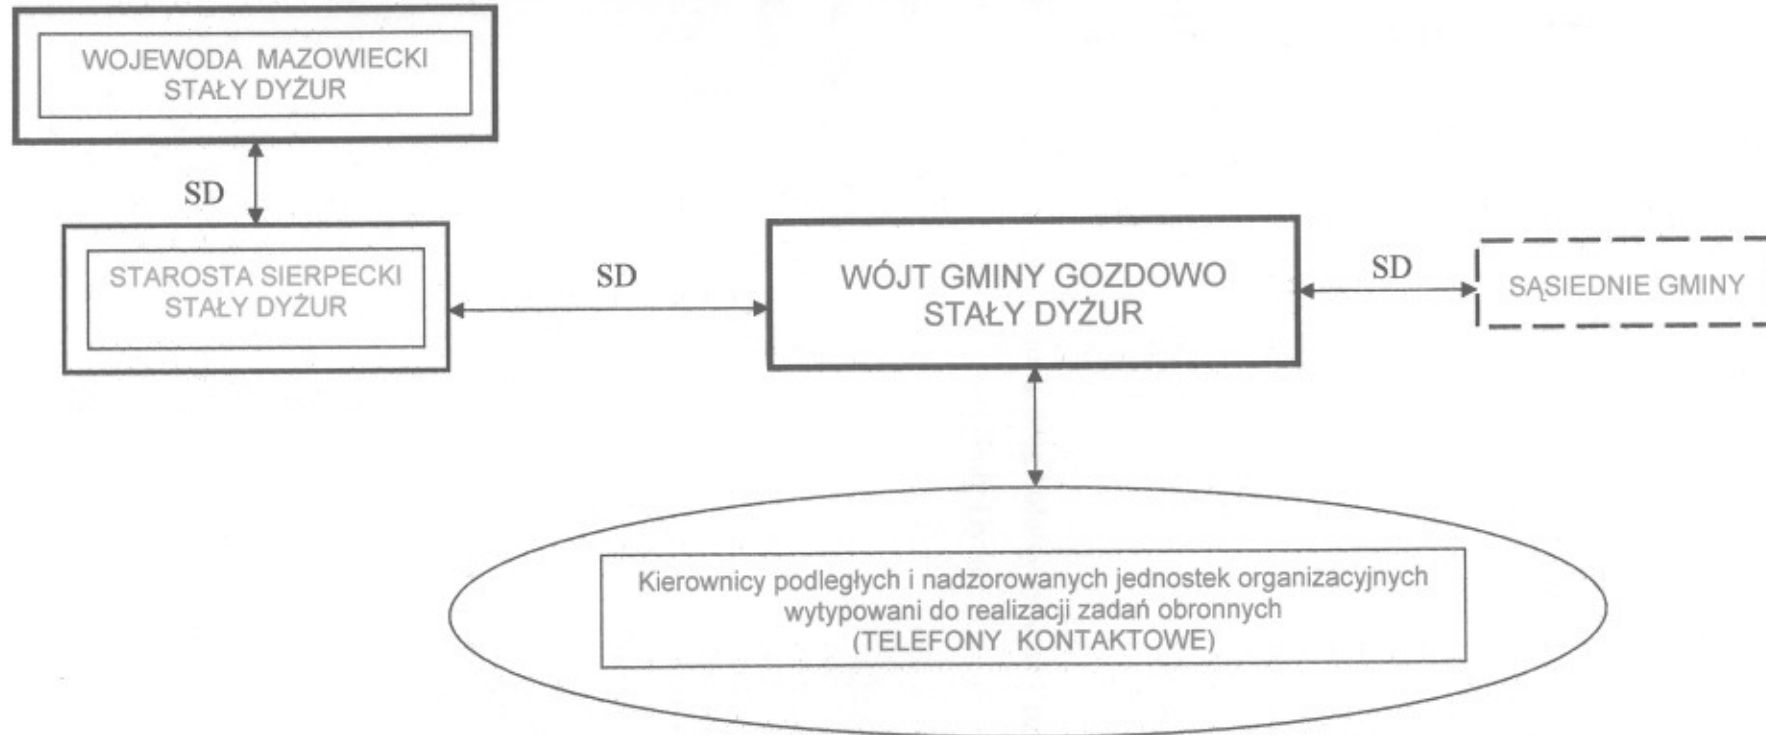 WOJEWODA MAZOWIECKI
STAŁY DYŻUR
SD
STAROSTA SIERPECKI
STAŁY DYŻUR
SD
WÓJT GMINY GOZDOWO
STAŁY DYŻUR
SD
SĄSIEDNIE GMINY
Kierownicy podległych i nadzorowanych jednostek organizacyjnych
wytypowani do realizacji zadań obronnych
(TELEFONY KONTAKTOWE)